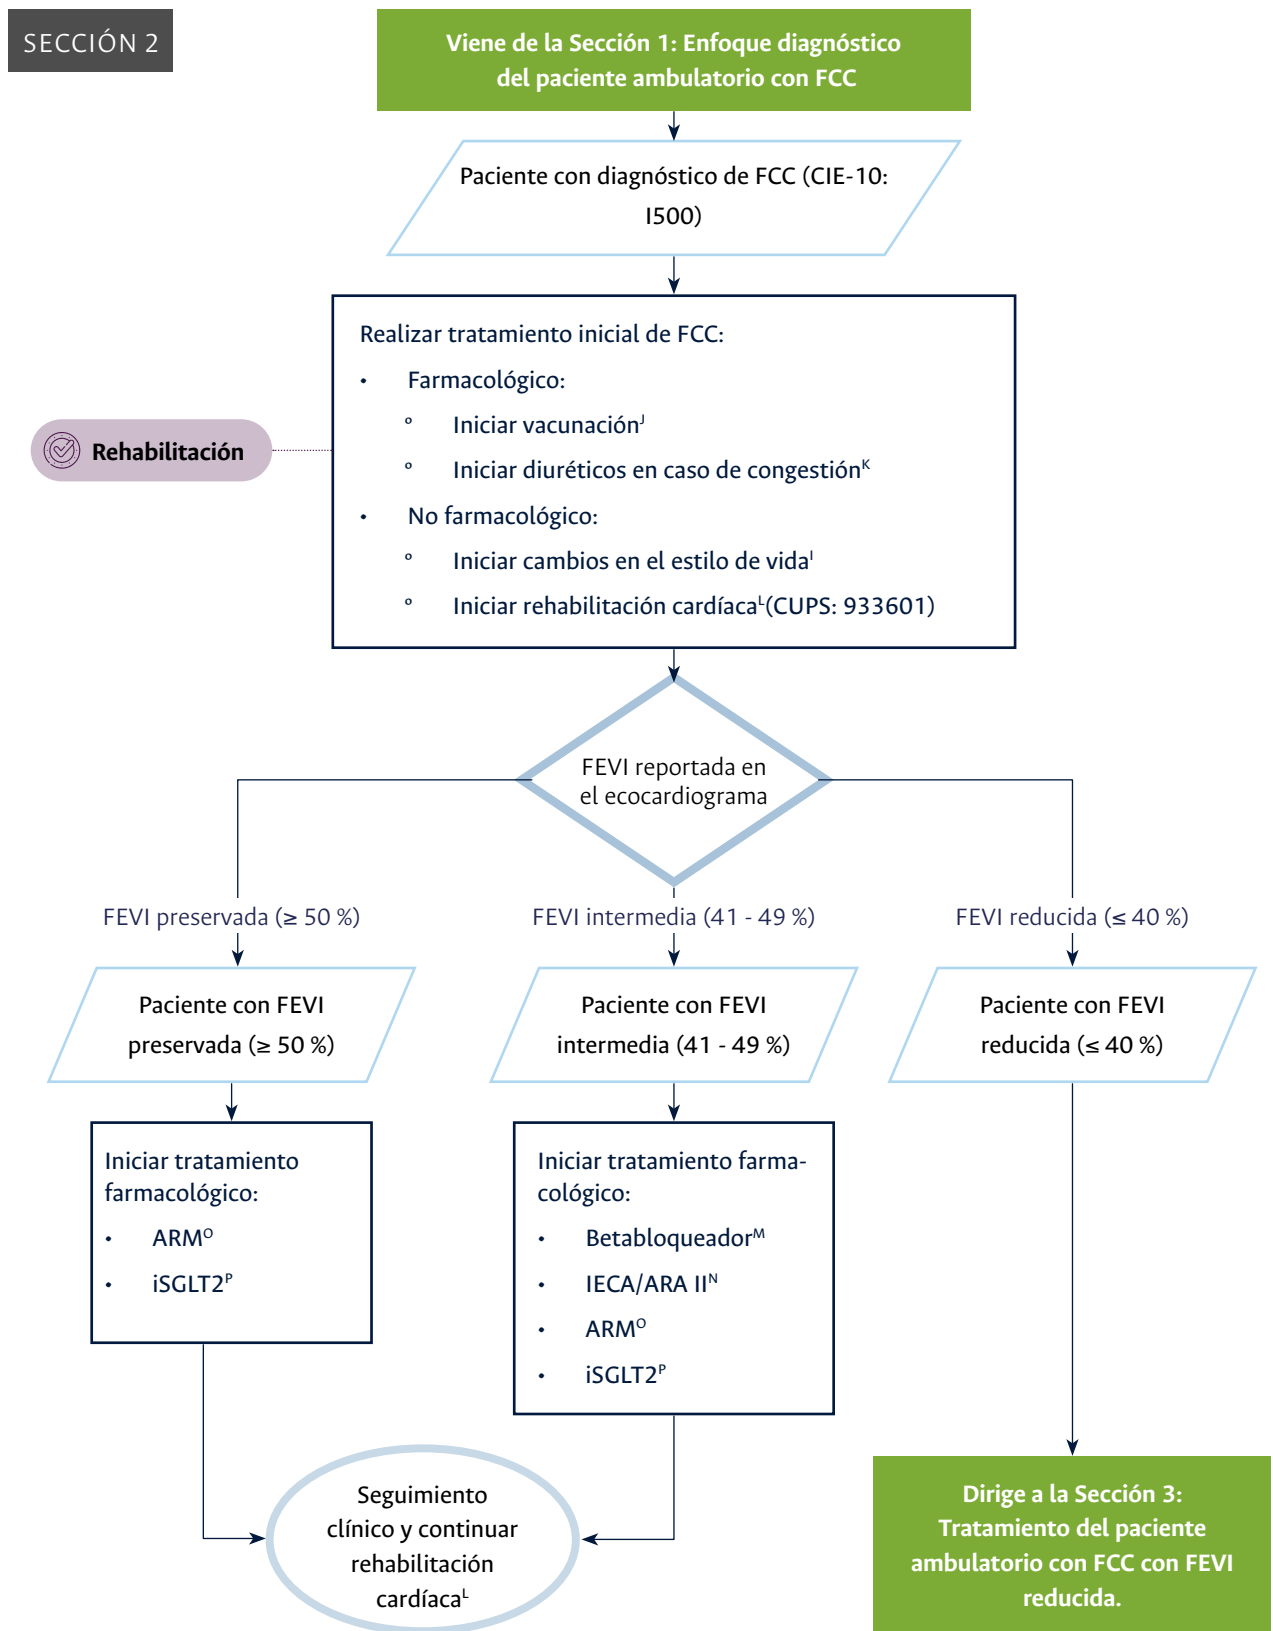 SECCIÓN 2
Viene de la Sección 1: Enfoque diagnóstico
del paciente ambulatorio con FCC
Paciente con diagnóstico de FCC (CIE-10:
I500)
Realizar tratamiento inicial de FCC:
• Farmacológico:
º Iniciar vacunaciónᴶ
º Iniciar diuréticos en caso de congestiónᴷ
• No farmacológico:
º Iniciar cambios en el estilo de vidaᴵ
º Iniciar rehabilitación cardíacaᴸ(CUPS: 933601)
Rehabilitación
FEVI reportada en
el ecocardiograma
FEVI preservada (≥ 50 %)
FEVI intermedia (41 - 49 %)
FEVI reducida (≤ 40 %)
Paciente con FEVI
preservada (≥ 50 %)
Paciente con FEVI
intermedia (41 - 49 %)
Paciente con FEVI
reducida (≤ 40 %)
Iniciar tratamiento
farmacológico:
• ARMᴼ
• iSGLT2ᴾ
Iniciar tratamiento farma-
cológico:
• Betabloqueadorᴹ
• IECA/ARA IIᴺ
• ARMᴼ
• iSGLT2ᴾ
Seguimiento
clínico y continuar
rehabilitación
cardíacaᴸ
Dirige a la Sección 3:
Tratamiento del paciente
ambulatorio con FCC con FEVI
reducida.